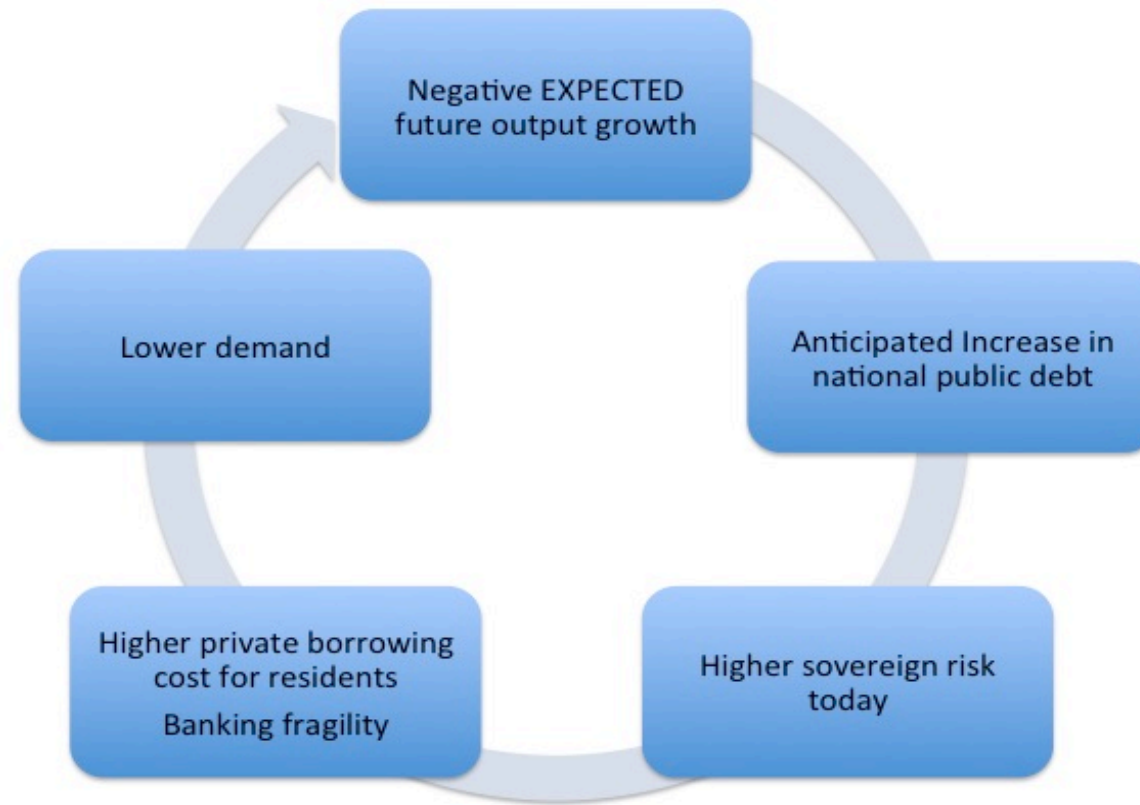 Negative EXPECTED
future output growth
Anticipated Increase in
national public debt
Higher sovereign risk
today
Higher private borrowing
cost for residents
Banking fragility
Lower demand